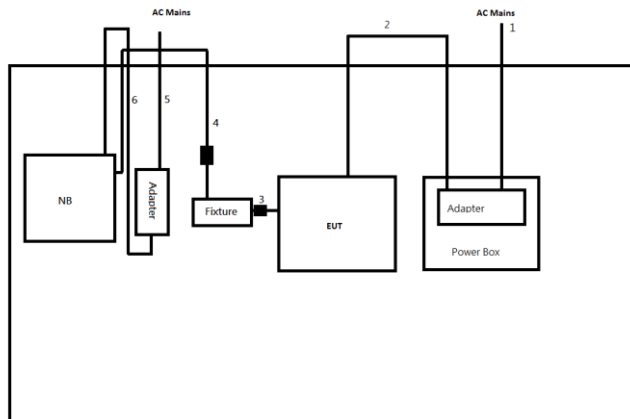 AC Mains
AC Mains
2
1
6
5
4
NB
Adapter
3
Fixture
EUT
Adapter
Power Box